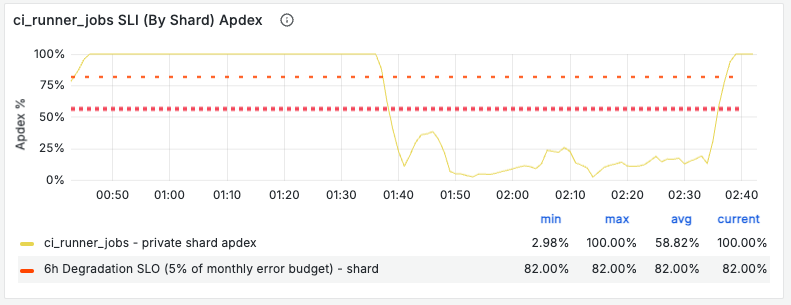 ci_runner_jobs SLI (By Shard) Apdex
Apdex %
100%
75%
50%
25%
0%
00:50 01:00 01:10 01:20 01:30 01:40 01:50 02:00 02:10 02:20 02:30 02:40
min max avg current
ci_runner_jobs - private shard apdex 2.98% 100.00% 58.82% 100.00%
6h Degradation SLO (5% of monthly error budget) - shard 82.00% 82.00% 82.00% 82.00%